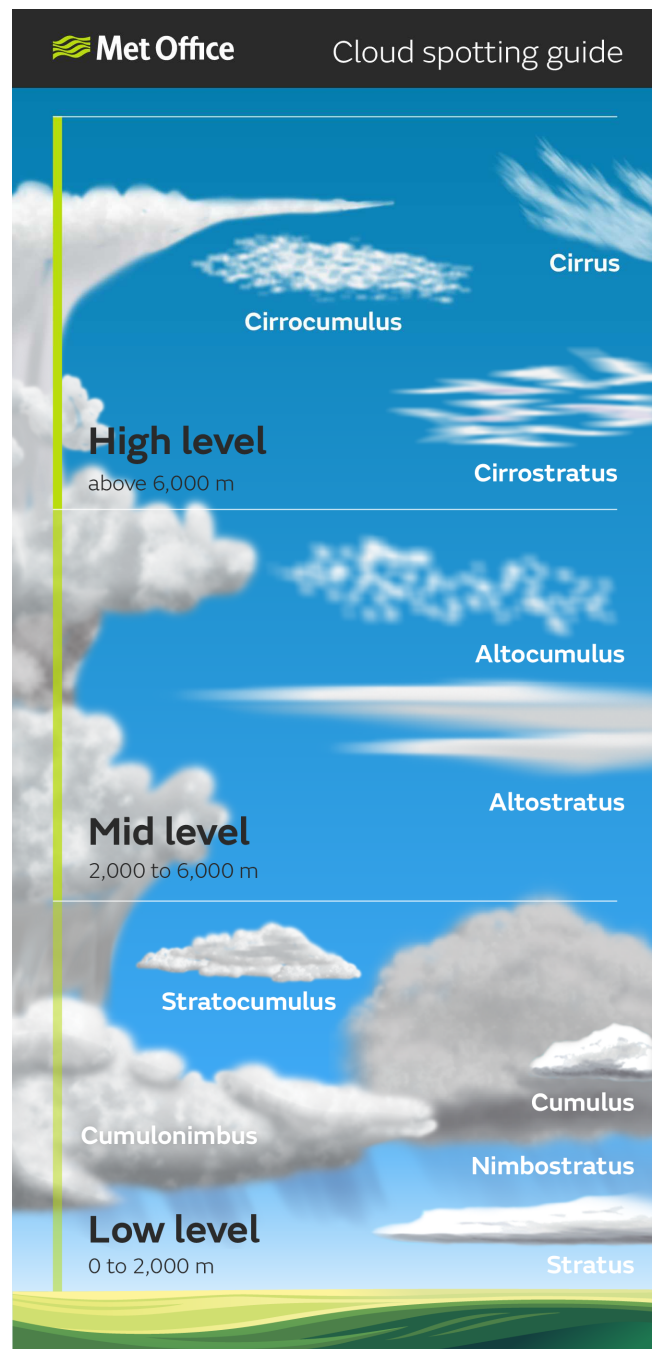 Met Office
Cloud spotting guide
Cirrus
Cirrocumulus
High level
above 6,000 m
Cirrostratus
Altocumulus
Altostratus
Mid level
2,000 to 6,000 m
Stratocumulus
Cumulus
Cumulonimbus
Nimbostratus
Low level
0 to 2,000 m
Stratus